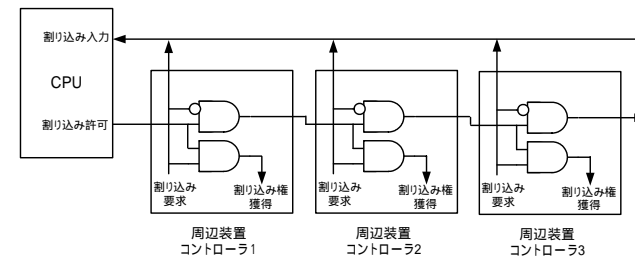 割り込み入力
CPU
割り込み許可
割り込み
要求
割り込み権
獲得
割り込み
要求
割り込み権
獲得
割り込み
要求
割り込み権
獲得
周辺装置
コントローラ1
周辺装置
コントローラ2
周辺装置
コントローラ3